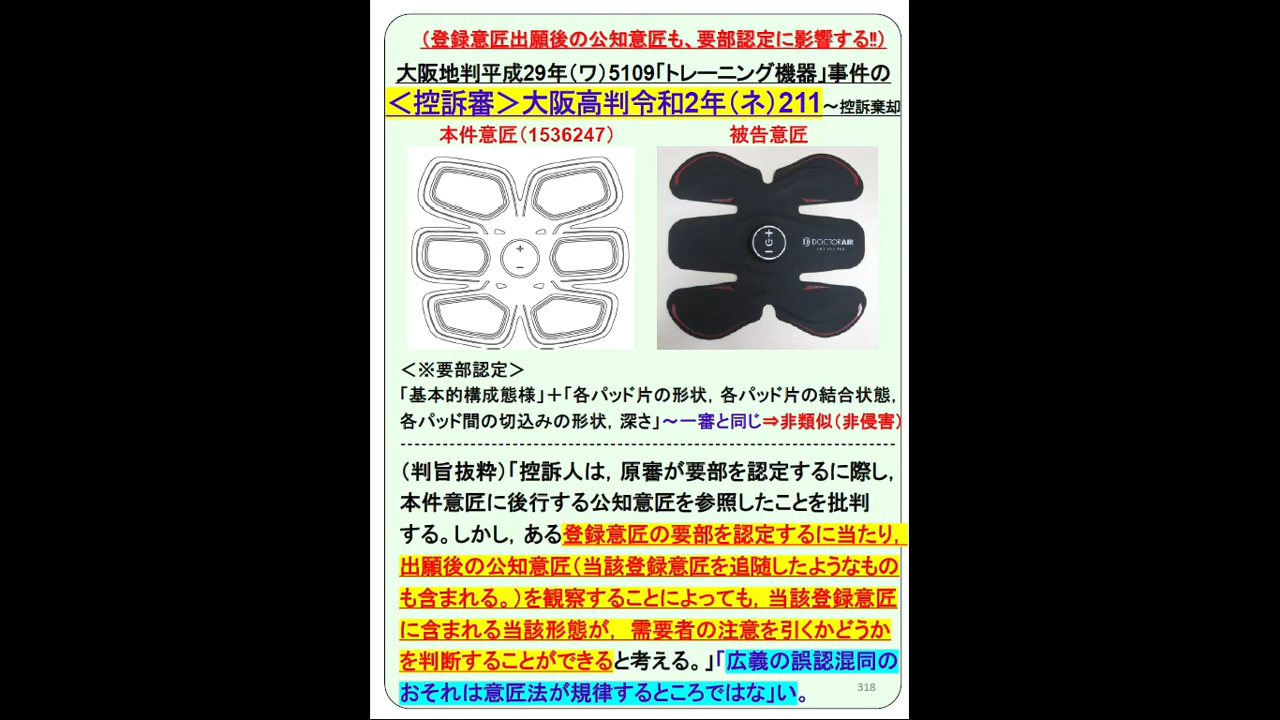 （登録意匠出願後の公知意匠も、要部認定に影響する!!）
大阪地判平成29年（ワ）5109「トレーニング機器」事件の
＜控訴審＞大阪高判令和2年（ネ）211～控訴棄却
本件意匠（1536247） 被告意匠
DOCTORAIR
＜※要部認定＞
「基本的構成態様」＋「各パッド片の形状，各パッド片の結合状態，
各パッド間の切込みの形状，深さ」～一審と同じ⇒非類似（非侵害）
（判旨抜粋）「控訴人は，原審が要部を認定するに際し，
本件意匠に後行する公知意匠を参照したことを批判
する。しかし，ある登録意匠の要部を認定するに当たり，
出願後の公知意匠（当該登録意匠を追随したようなもの
も含まれる。）を観察することによっても，当該登録意匠
に含まれる当該形態が， 需要者の注意を引くかどうか
を判断することができると考える。」「広義の誤認混同の
おそれは意匠法が規律するところではな」い。
318